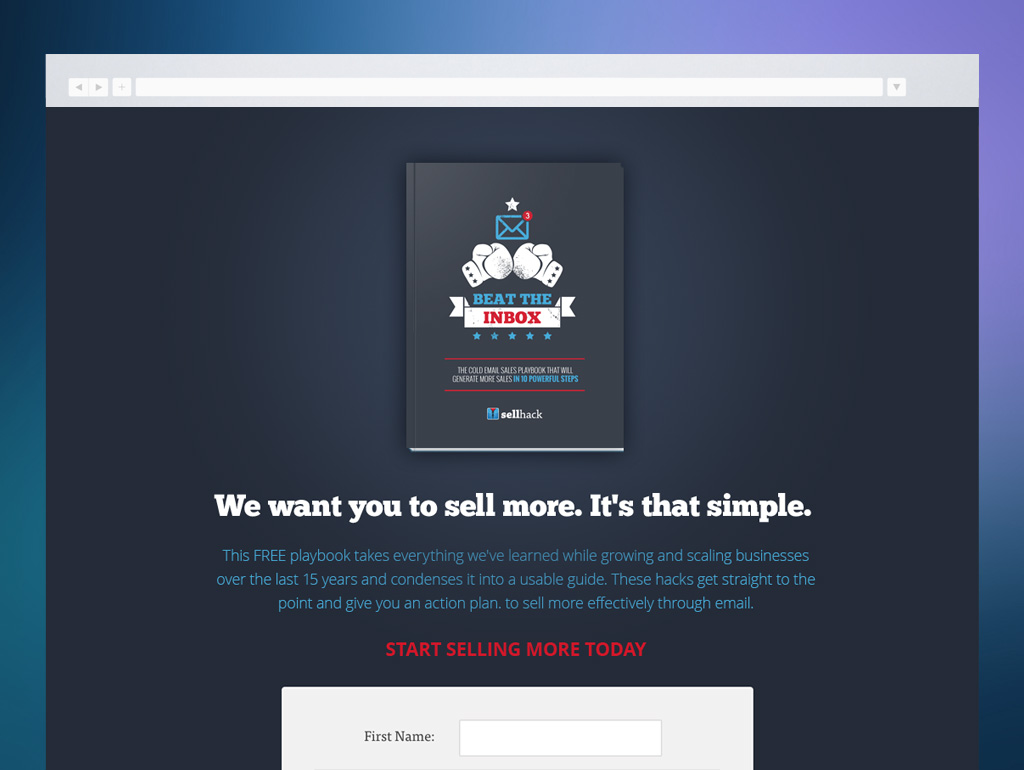 3
BEAT THE
INBOX
THE COLD EMAIL SALES PLAYBOOK THAT WILL
GENERATE MORE SALES IN 10 POWERFUL STEPS
sellhack
We want you to sell more. It's that simple.
This FREE playbook takes everything we've learned while growing and scaling businesses
over the last 15 years and condenses it into a usable guide. These hacks get straight to the
point and give you an action plan. to sell more effectively through email.
START SELLING MORE TODAY
First Name: